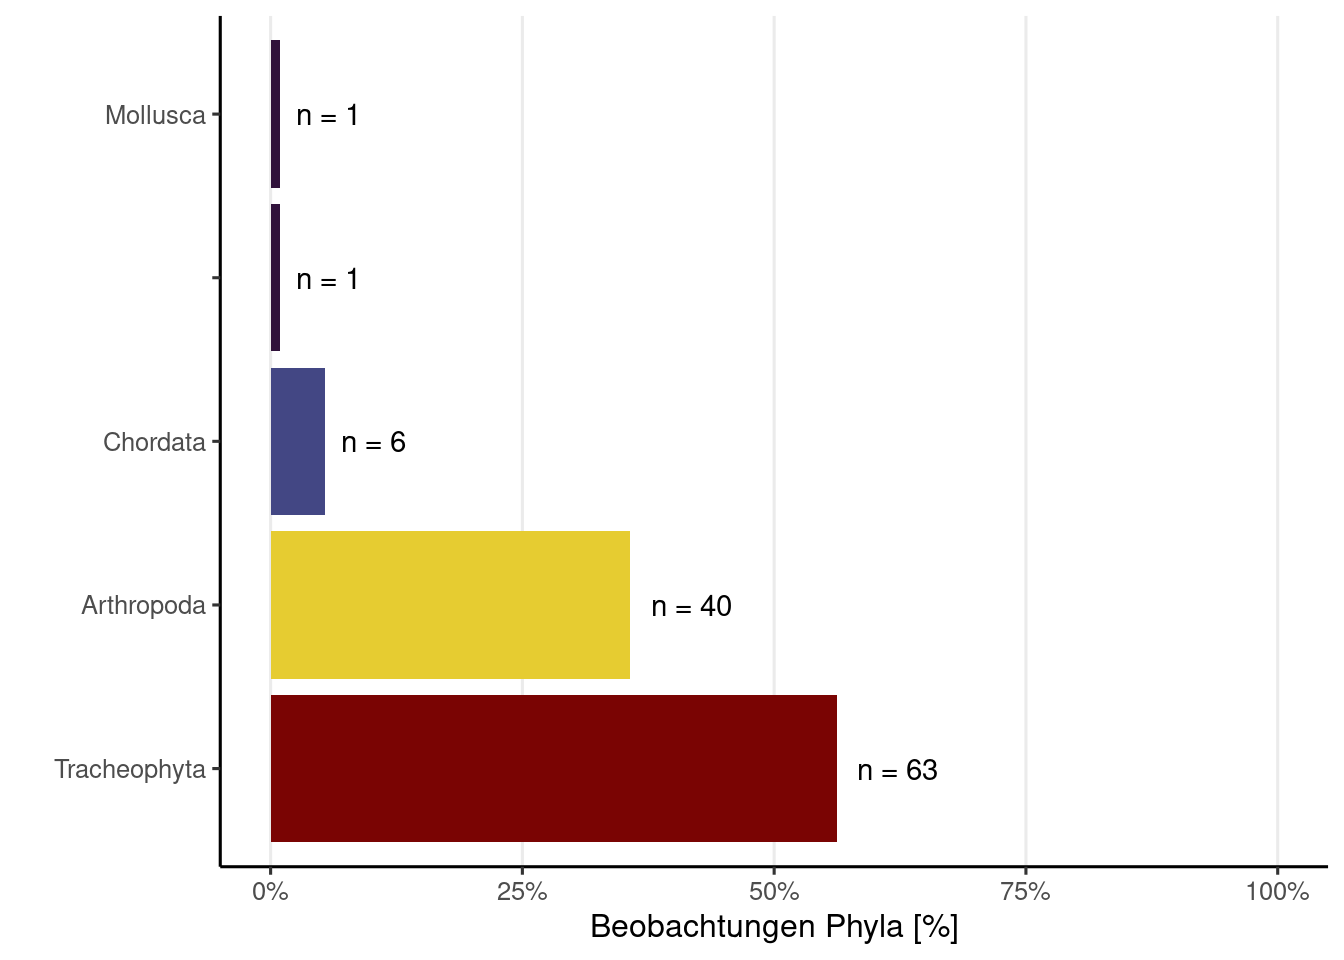 Mollusca
n = 1
n = 1
Chordata
n = 6
Arthropoda
n = 40
Tracheophyta
n = 63
0% 25% 50% 75% 100%
Beobachtungen Phyla [%]